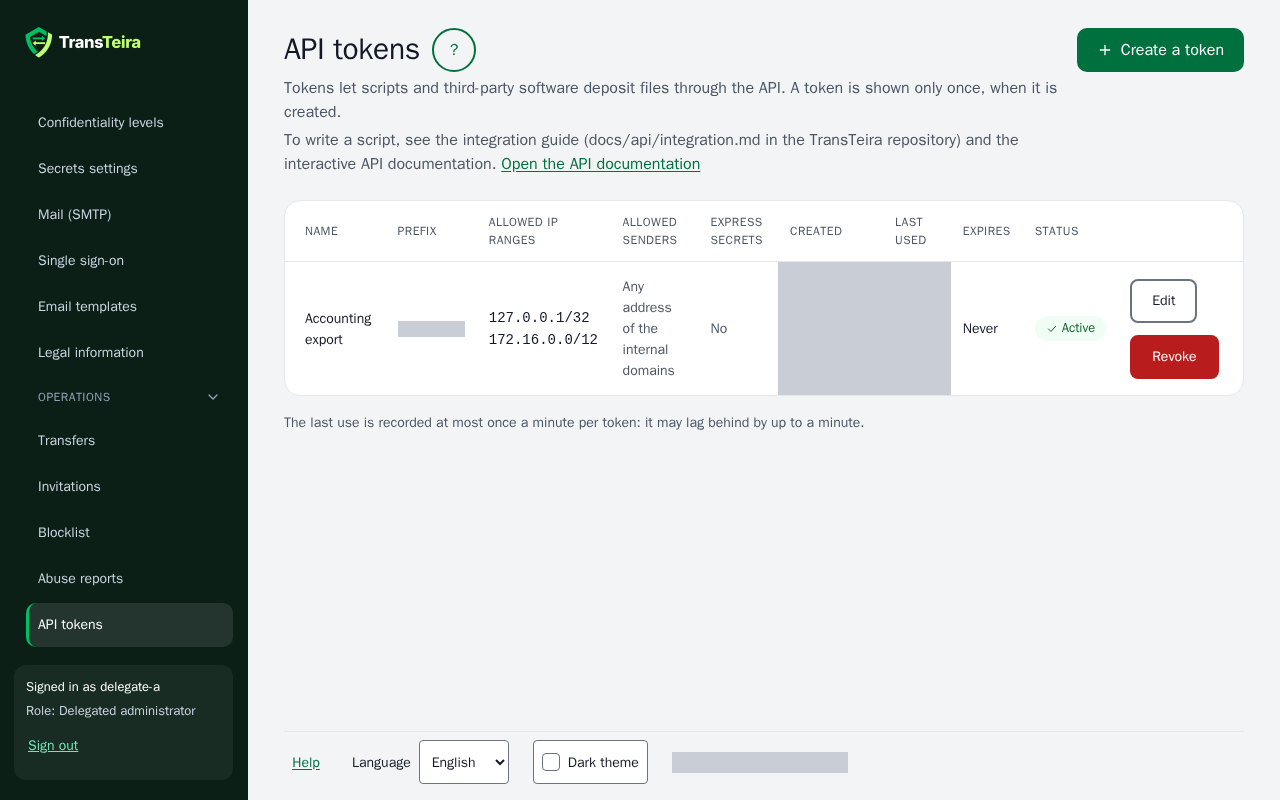 TransTeira
Confidentiality levels
Secrets settings
Mail (SMTP)
Single sign-on
Email templates
Legal information
OPERATIONS
Transfers
Invitations
Blocklist
Abuse reports
API tokens
Signed in as delegate-a
Role: Delegated administrator
Sign out
API tokens
?
+ Create a token
Tokens let scripts and third-party software deposit files through the API. A token is shown only once, when it is
created.
To write a script, see the integration guide (docs/api/integration.md in the TransTeira repository) and the
interactive API documentation. Open the API documentation
NAME
PREFIX
ALLOWED IP
RANGES
ALLOWED
SENDERS
EXPRESS
SECRETS
CREATED
LAST
USED
EXPIRES
STATUS
Accounting
export
127.0.0.1/32
172.16.0.0/12
Any
address
of the
internal
domains
No
Never
Active
Edit
Revoke
The last use is recorded at most once a minute per token: it may lag behind by up to a minute.
Help
Language
English
Dark theme